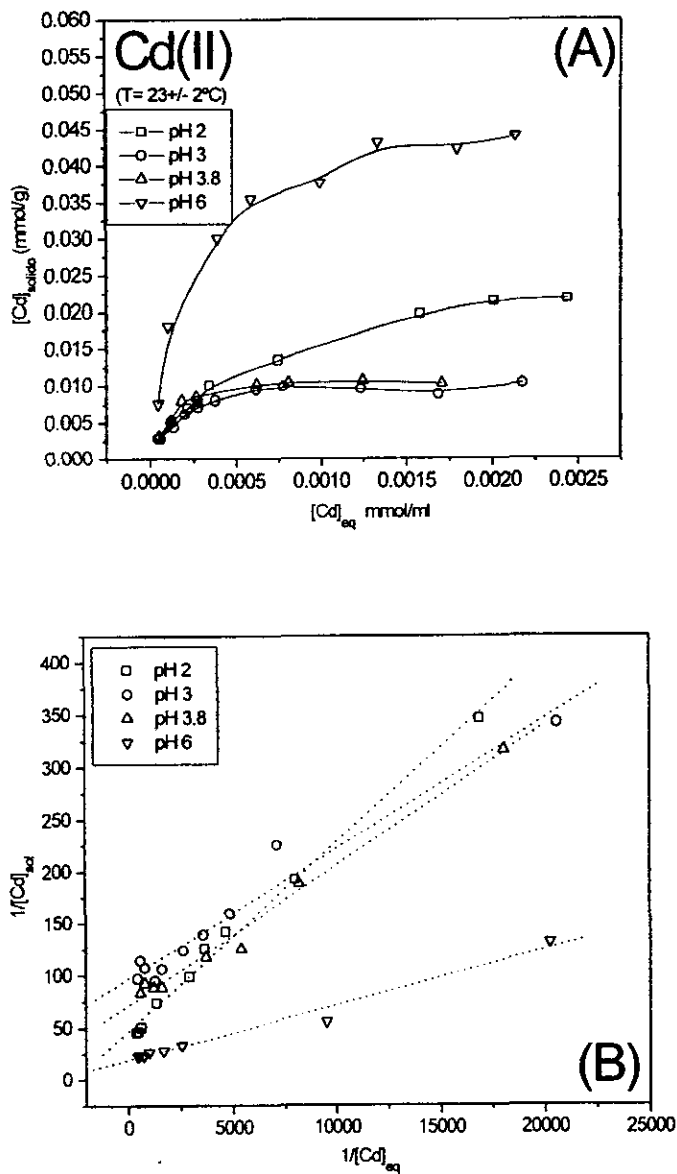 Cd(II)
(A)
(T= 23+/- 2ºC)
pH 2
pH 3
pH 3.8
pH 6
0.060
0.055
0.050
0.045
0.040
0.035
0.030
0.025
0.020
0.015
0.010
0.005
0.000
[Cd]solido (mmol/g)
0.0000
0.0005
0.0010
0.0015
0.0020
0.0025
[Cd]eq mmol/ml
pH 2
pH 3
pH 3.8
pH 6
400
350
300
250
200
150
100
50
0
1/[Cd]sol
(B)
0
5000
10000
15000
20000
25000
1/[Cd]eq